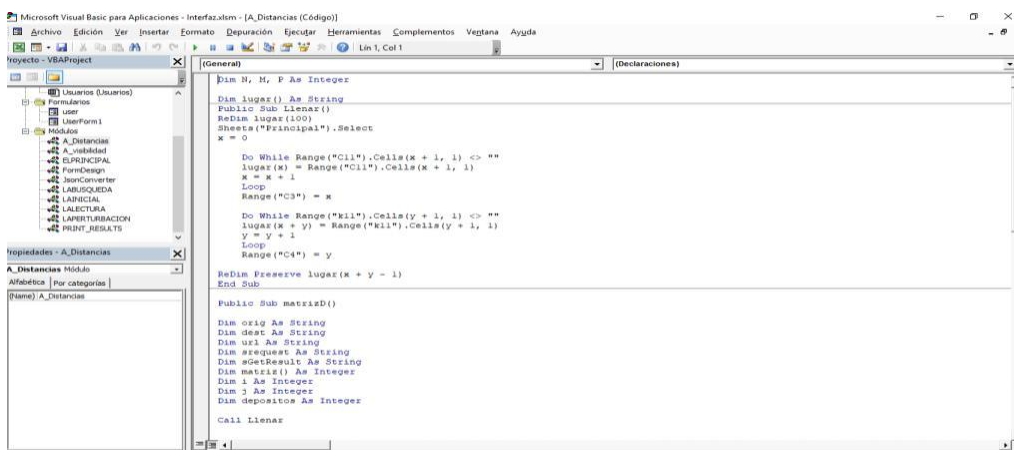 Microsoft Visual Basic para Aplicaciones - Interfaz.xlsm - [A_Distancias (Código)]
Archivo Edición Ver Insertar Formato Depuración Ejecutar Herramientas Complementos Ventana Ayuda
Lín 1, Col 1
Proyecto - VBAProject
Usuarios (Usuarios)
Formularios
user
UserForm1
Módulos
A_Distancias
A_visibilidad
ELPRINCIPAL
FormDesign
JsonConverter
LABUSQUEDA
LAINICIAL
LALECTURA
LAPERTURBACION
PRINT_RESULTS
Propiedades - A_Distancias
A_Distancias Módulo
Alfabética Por categorías
(Name) A_Distancias
(General) (Declaraciones)
Dim N, M, P As Integer
Dim lugar() As String
Public Sub Llenar()
ReDim lugar(100)
Sheets("Principal").Select
x = 0
Do While Range("C11").Cells(x + 1, 1) <> ""
lugar(x) = Range("C11").Cells(x + 1, 1)
x = x + 1
Loop
Range("C3") = x
Do While Range("k11").Cells(y + 1, 1) <> ""
lugar(x + y) = Range("k11").Cells(y + 1, 1)
y = y + 1
Loop
Range("C4") = y
ReDim Preserve lugar(x + y - 1)
End Sub
Public Sub matrizD()
Dim orig As String
Dim dest As String
Dim url As String
Dim srequest As String
Dim sGetResult As String
Dim matriz() As Integer
Dim i As Integer
Dim j As Integer
Dim depositos As Integer
Call Llenar